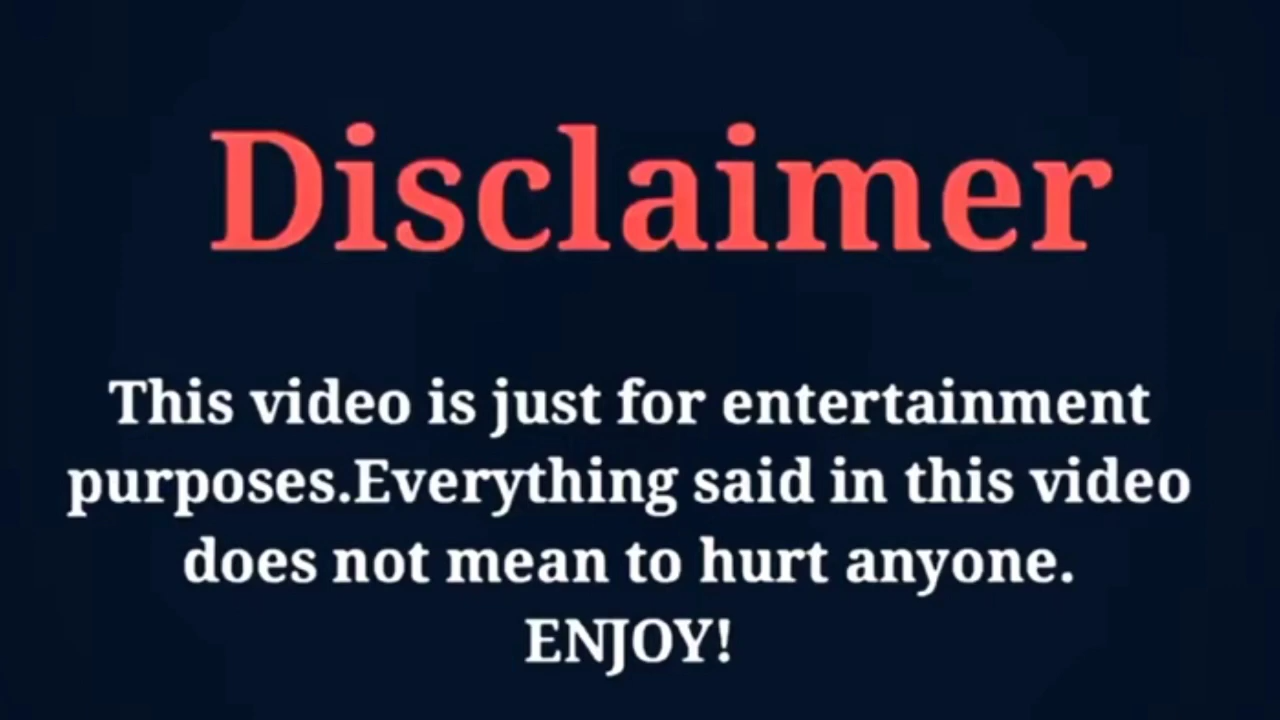 Disclaimer
This video is just for entertainment
purposes.Everything said in this video
does not mean to hurt anyone.
ENJOY!